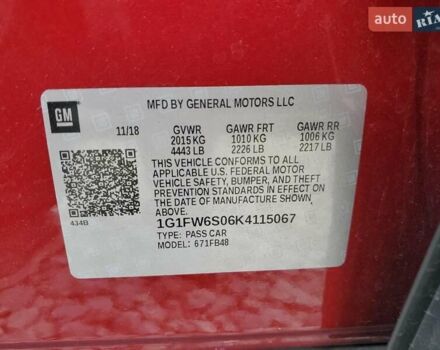 auto RIA
GM
MFD BY GENERAL MOTORS LLC
11/18 GVWR GAWR FRT GAWR RR
2015 KG 1010 KG 1006 KG
4443 LB 2226 LB 2217 LB
THIS VEHICLE CONFORMS TO ALL
APPLICABLE U.S. FEDERAL MOTOR
VEHICLE SAFETY, BUMPER, AND THEFT
PREVENTION STANDARDS IN EFFECT ON
THE DATE OF MANUFACTURE SHOWN
ABOVE.
434B
1G1FW6S06K4115067
TYPE: PASS CAR
MODEL: 671FB48